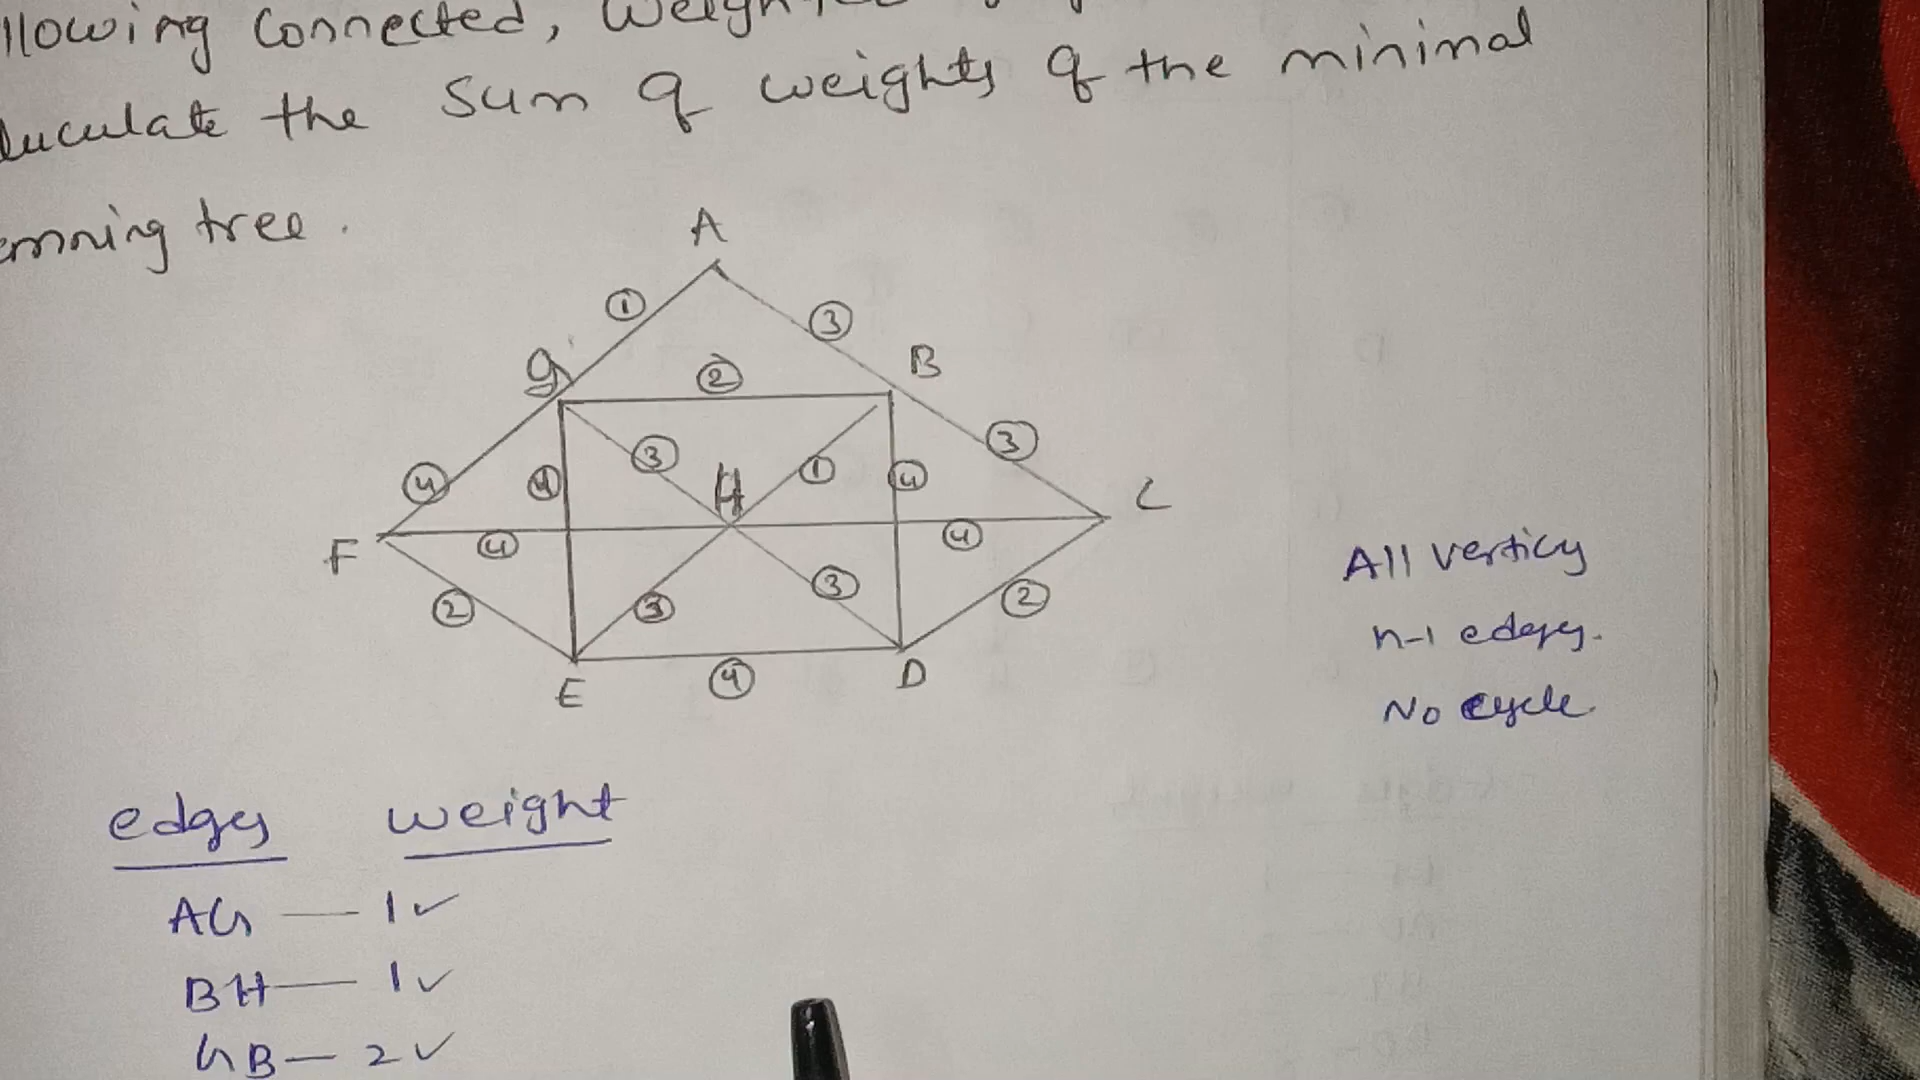 llowing Connected,
luculate the sum of weights of the minimal
nning tree.
A
① ③
g B
② ③
③ ① ④
④ ④ H C
F ④ ④
② ③ ③ ②
E ④ D
All verticy
n-1 edges.
No cycle.
edges weight
AG — 1 ✓
BH — 1 ✓
GB — 2 ✓